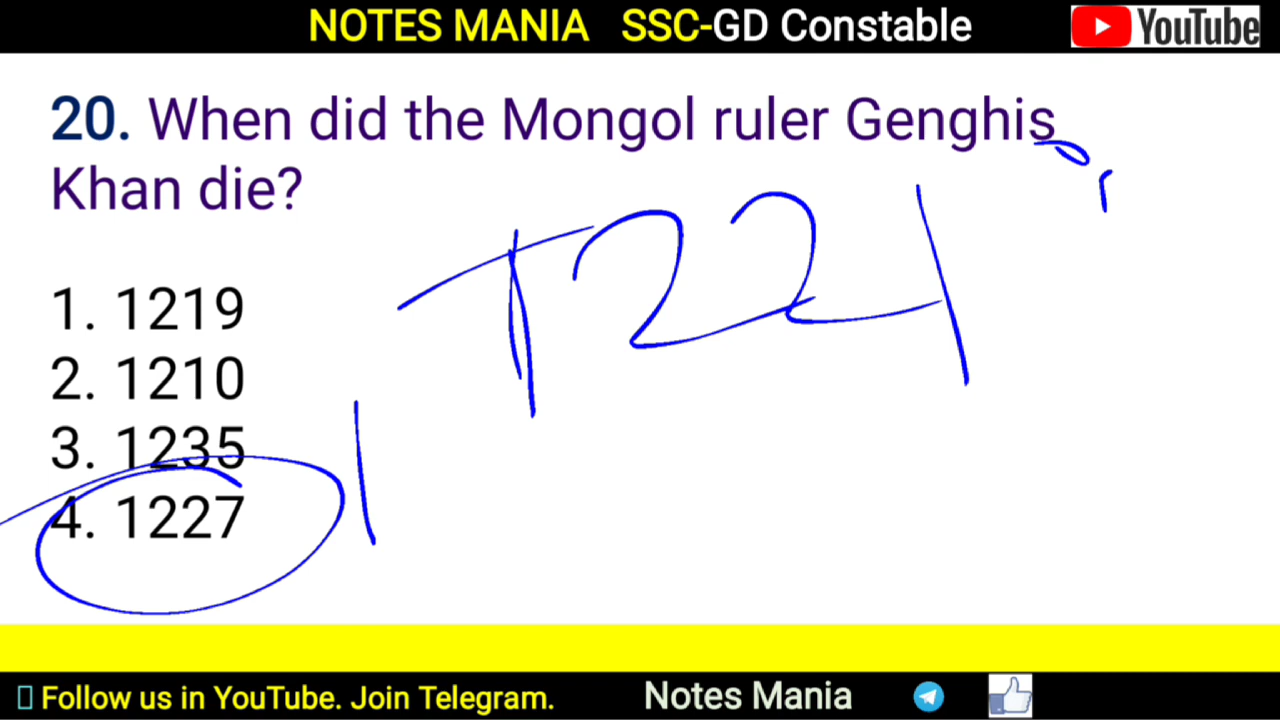 NOTES MANIA SSC-GD Constable YouTube
20. When did the Mongol ruler Genghis
Khan die?
1. 1219
2. 1210
3. 1235
4. 1227
Follow us in YouTube. Join Telegram. Notes Mania